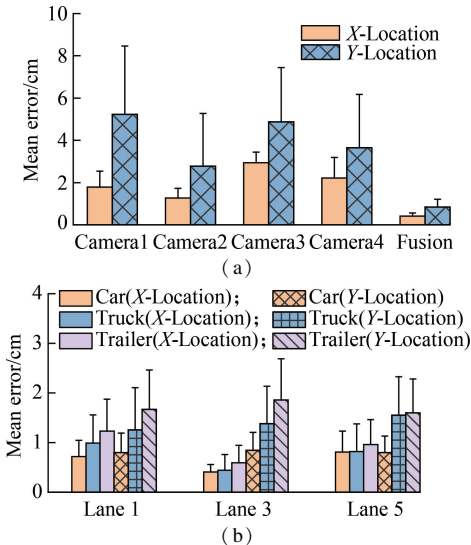 10
8
6
4
2
0
Mean error/cm
X-Location
Y-Location
Camera1 Camera2 Camera3 Camera4 Fusion
(a)
4
3
2
1
0
Mean error/cm
Car(X-Location); Car(Y-Location)
Truck(X-Location); Truck(Y-Location)
Trailer(X-Location); Trailer(Y-Location)
Lane 1 Lane 3 Lane 5
(b)